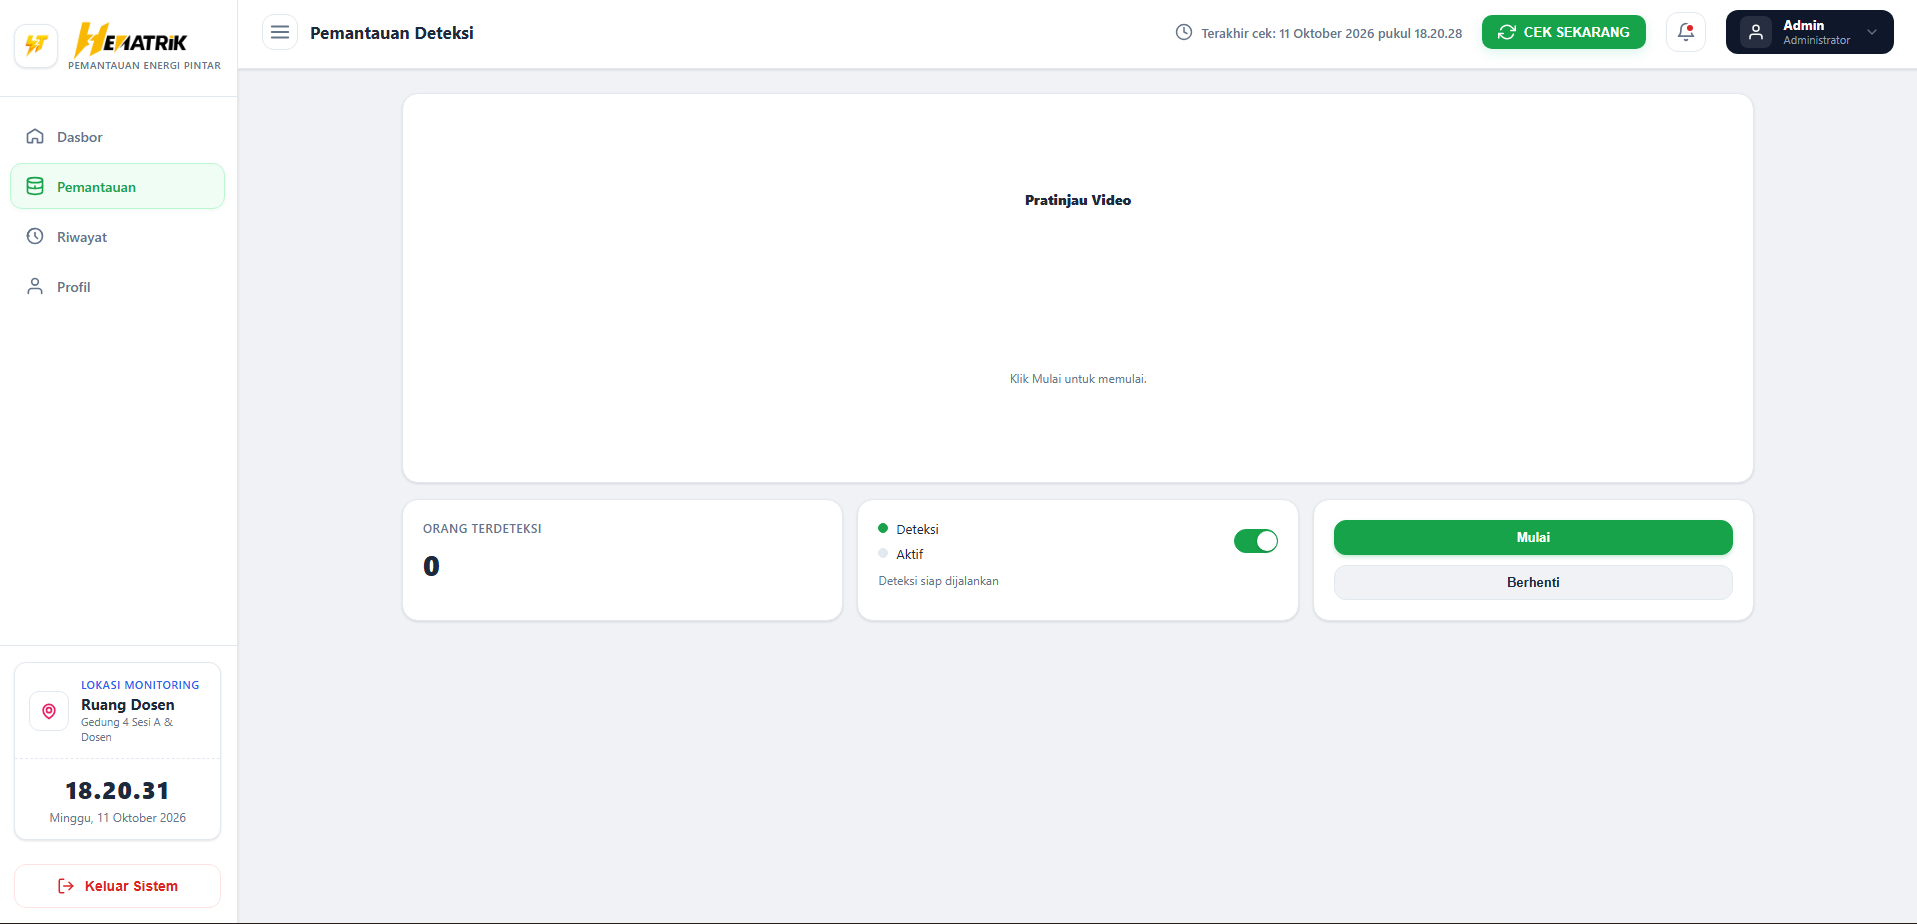 HEMATRIK
PEMANTAUAN ENERGI PINTAR
Dasbor
Pemantauan
Riwayat
Profil
LOKASI MONITORING
Ruang Dosen
Gedung 4 Sesi A &
Dosen
18.20.31
Minggu, 11 Oktober 2026
Keluar Sistem
Pemantauan Deteksi
Terakhir cek: 11 Oktober 2026 pukul 18.20.28
CEK SEKARANG
Admin
Administrator
Pratinjau Video
Klik Mulai untuk memulai.
ORANG TERDETEKSI
0
Deteksi
Aktif
Deteksi siap dijalankan
Mulai
Berhenti